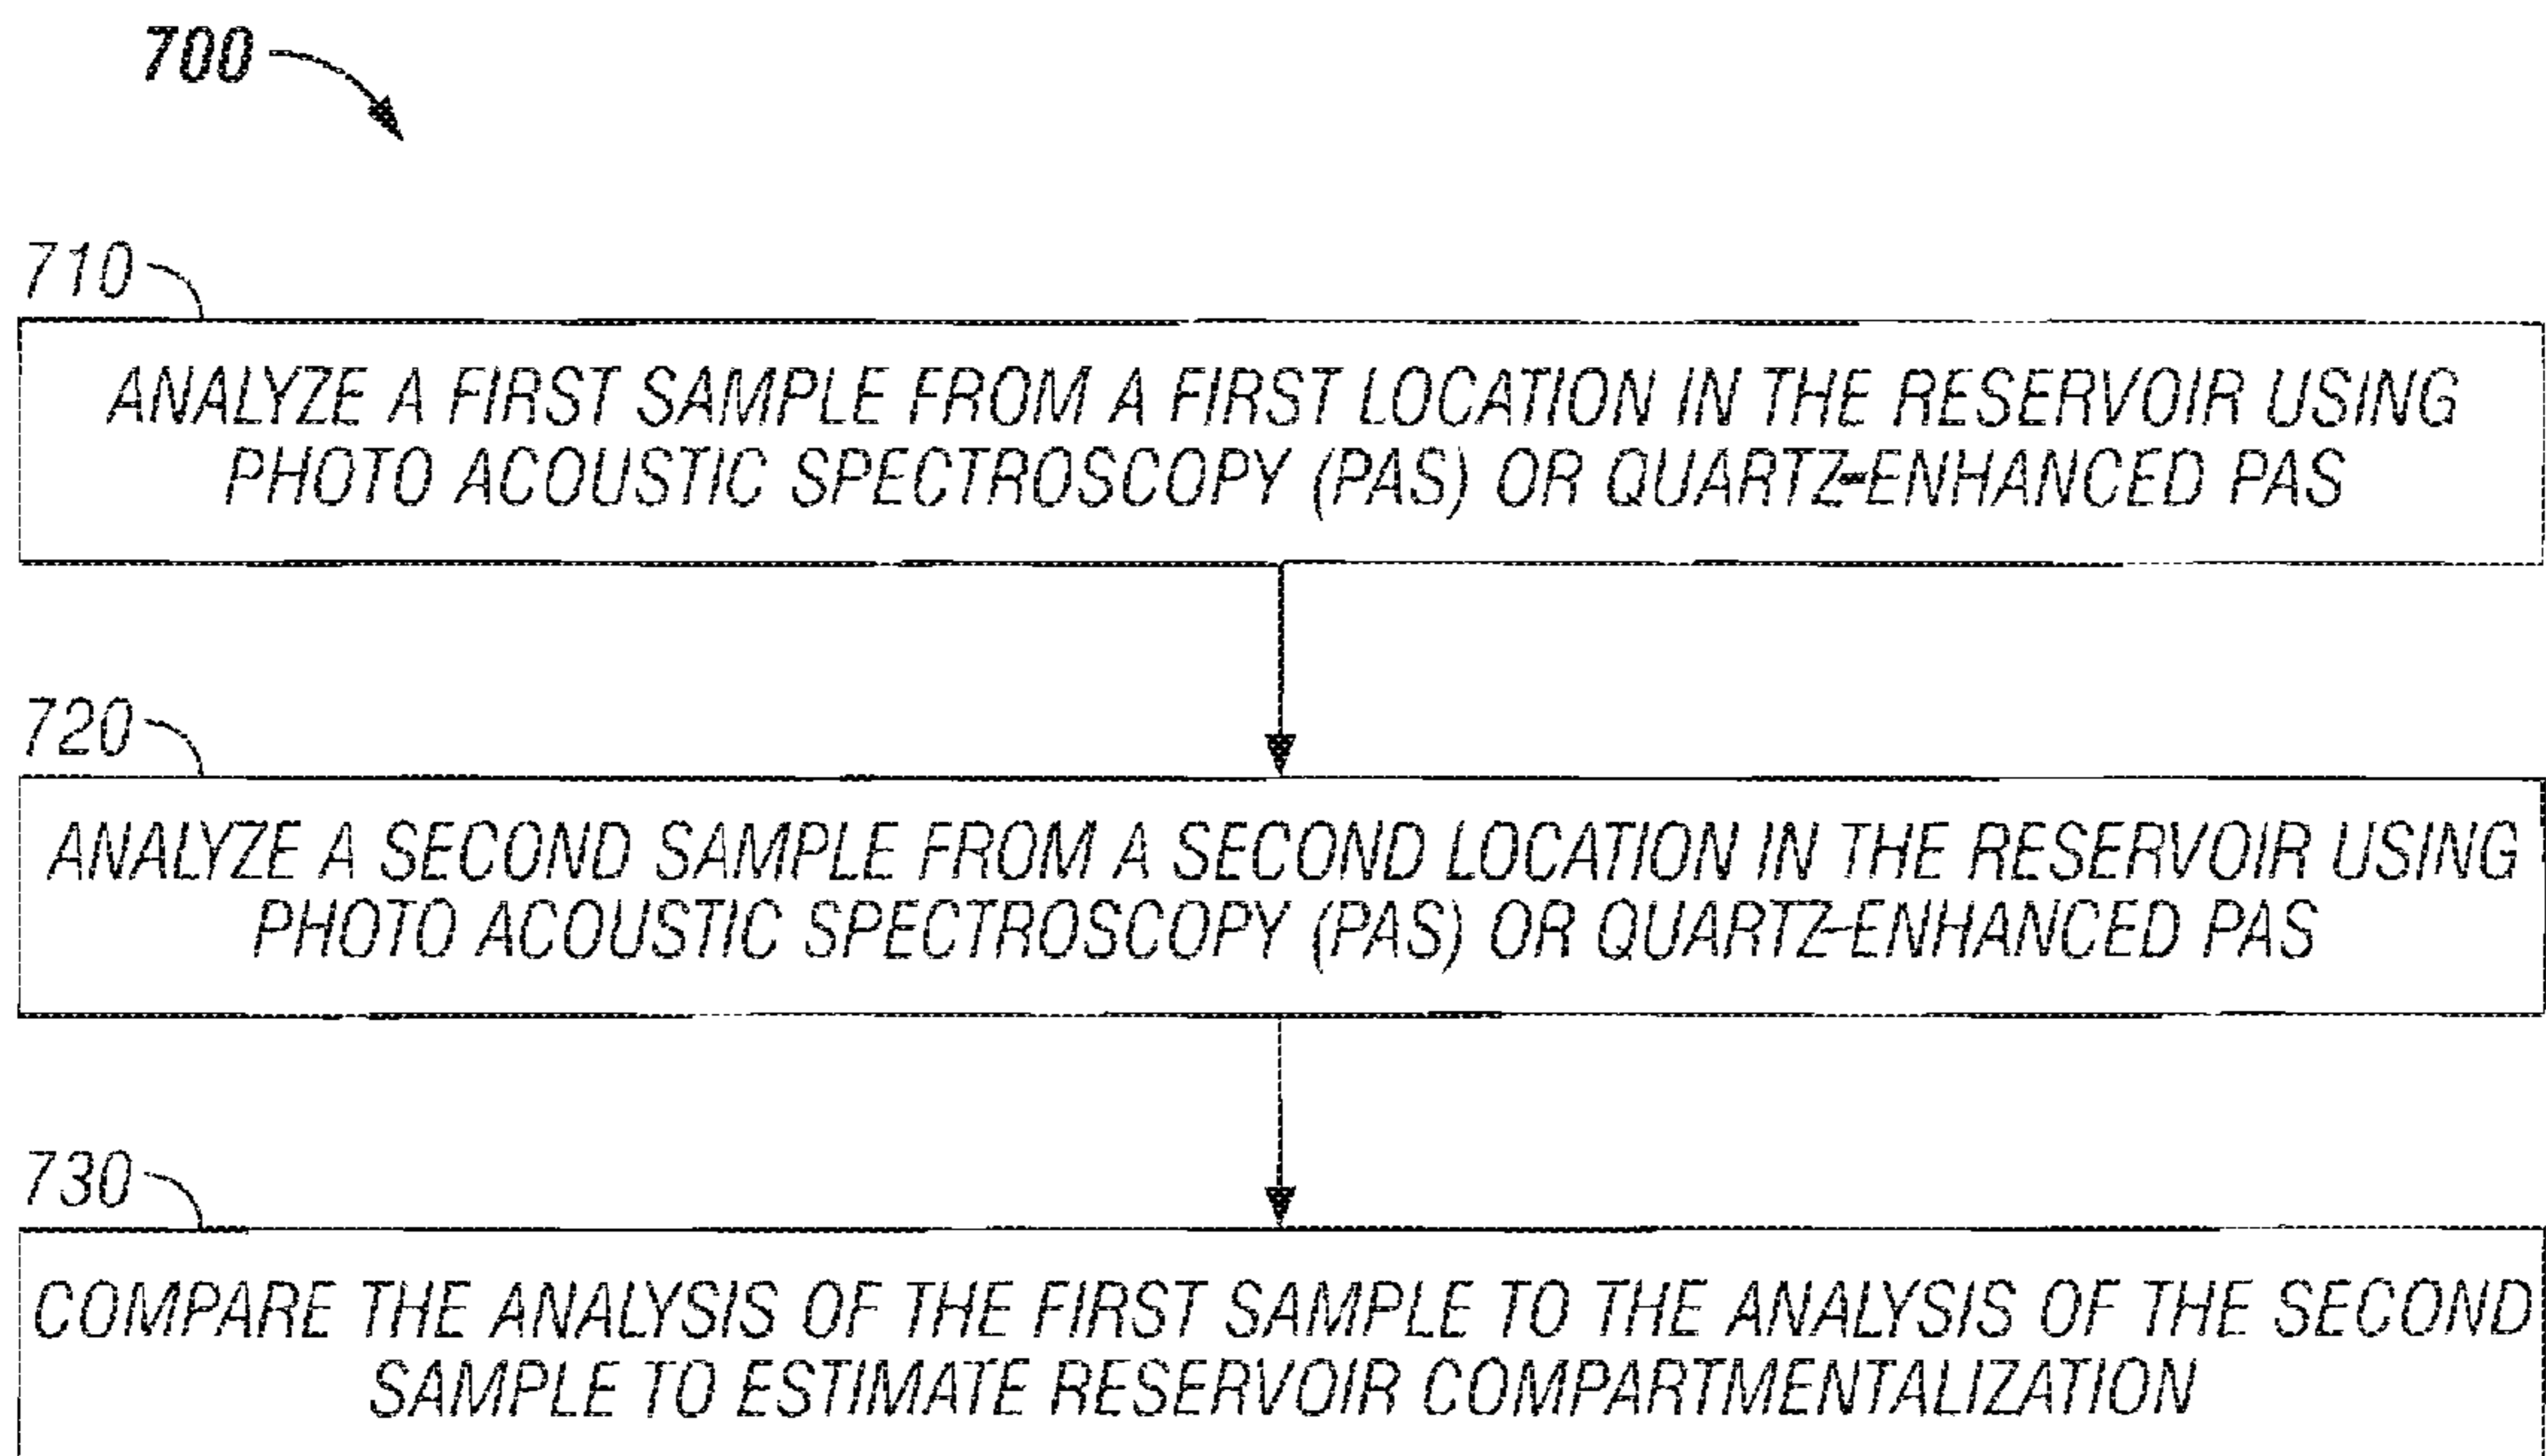 700
710
ANALYZE A FIRST SAMPLE FROM A FIRST LOCATION IN THE RESERVOIR USING
PHOTO ACOUSTIC SPECTROSCOPY (PAS) OR QUARTZ-ENHANCED PAS
720
ANALYZE A SECOND SAMPLE FROM A SECOND LOCATION IN THE RESERVOIR USING
PHOTO ACOUSTIC SPECTROSCOPY (PAS) OR QUARTZ-ENHANCED PAS
730
COMPARE THE ANALYSIS OF THE FIRST SAMPLE TO THE ANALYSIS OF THE SECOND
SAMPLE TO ESTIMATE RESERVOIR COMPARTMENTALIZATION